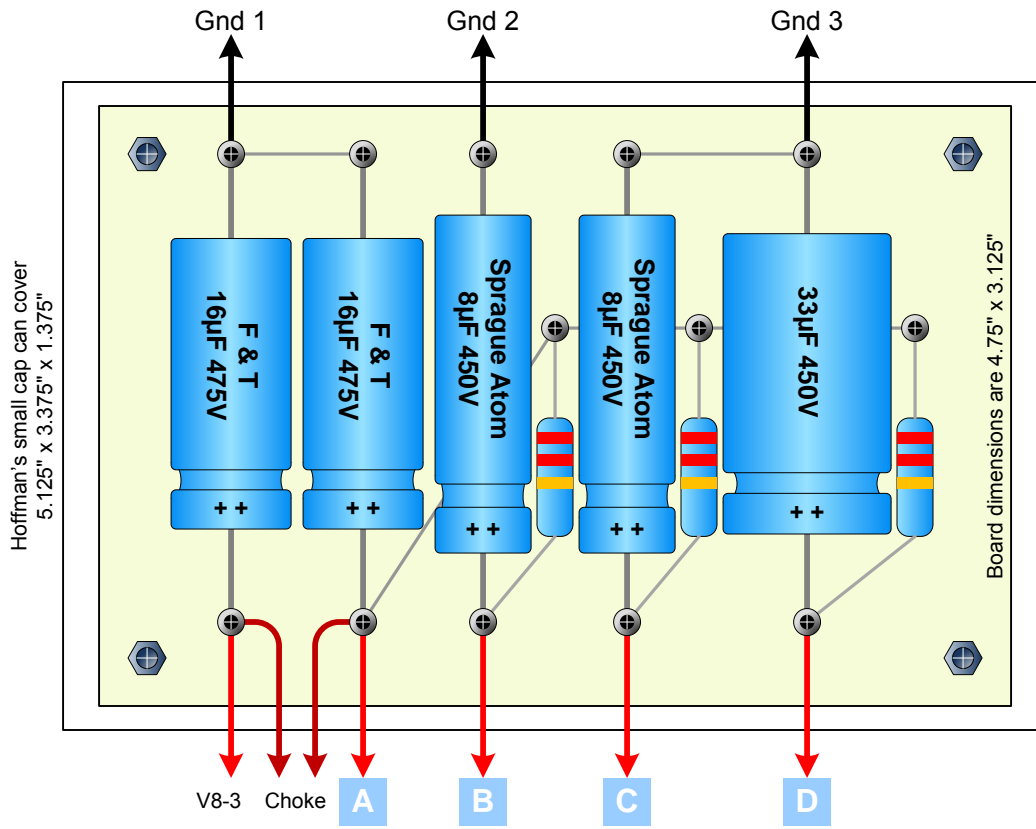 Gnd 1
Gnd 2
Gnd 3
Hoffman's small cap can cover
5.125" x 3.375" x 1.375"
F & T
16µF 475V
+ +
F & T
16µF 475V
+ +
Sprague Atom
8µF 450V
+ +
Sprague Atom
8µF 450V
+ +
33µF 450V
+ +
Board dimensions are 4.75" x 3.125"
V8-3
Choke
A
B
C
D